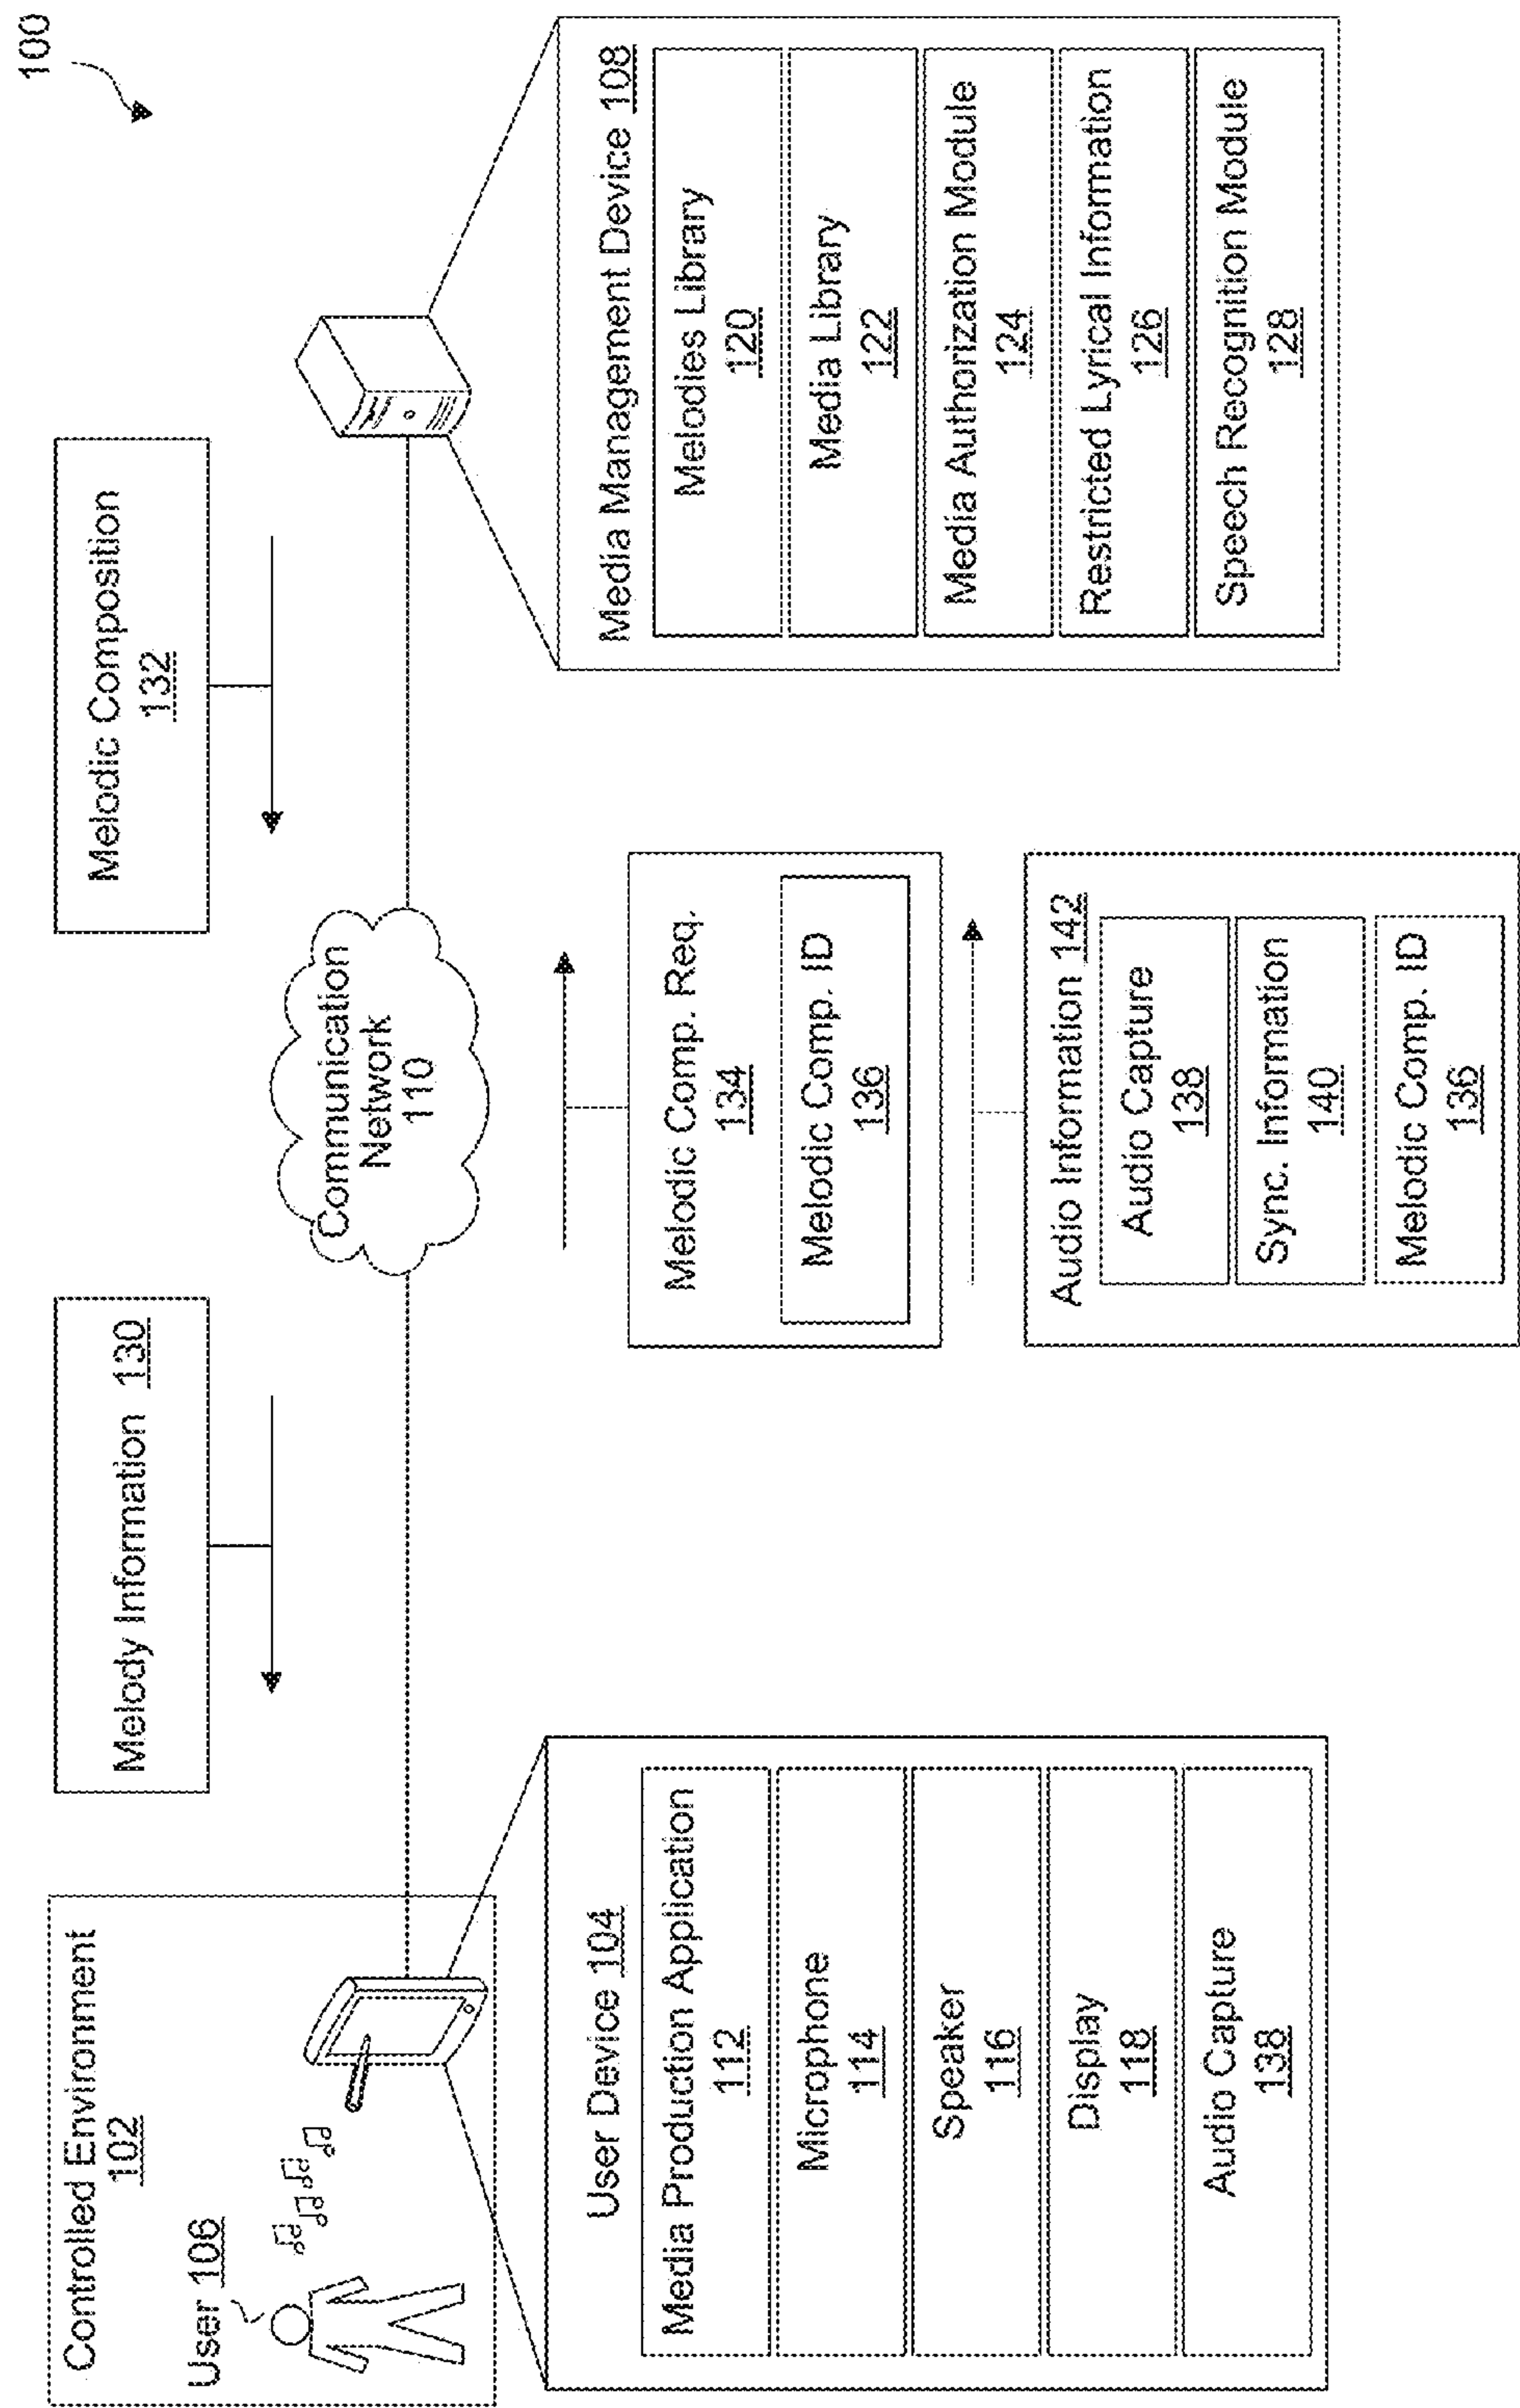 100
Controlled Environment
102
User 106
Melody Information 130
Melodic Composition
132
Communication
Network
110
User Device 104
Media Production Application
112
Microphone
114
Speaker
116
Display
118
Audio Capture
138
Melodic Comp. Req.
134
Melodic Comp. ID
136
Audio Information 142
Audio Capture
138
Sync. Information
140
Melodic Comp. ID
136
Media Management Device 108
Melodies Library
120
Media Library
122
Media Authorization Module
124
Restricted Lyrical Information
126
Speech Recognition Module
128